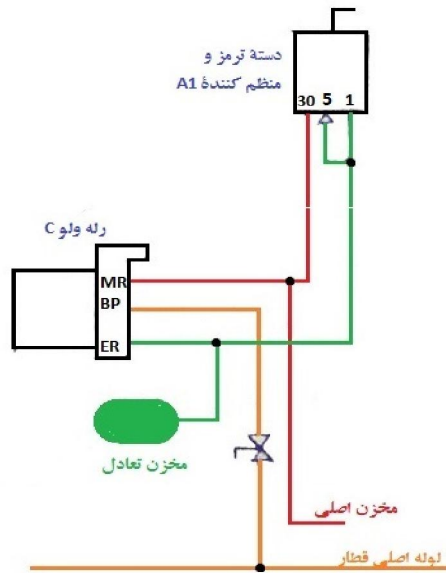 دستهٔ ترمز و
منظم کنندهٔ A1
30 5 1
رله ولو C
MR
BP
ER
مخزن تعادل
مخزن اصلی
لوله اصلی قطار